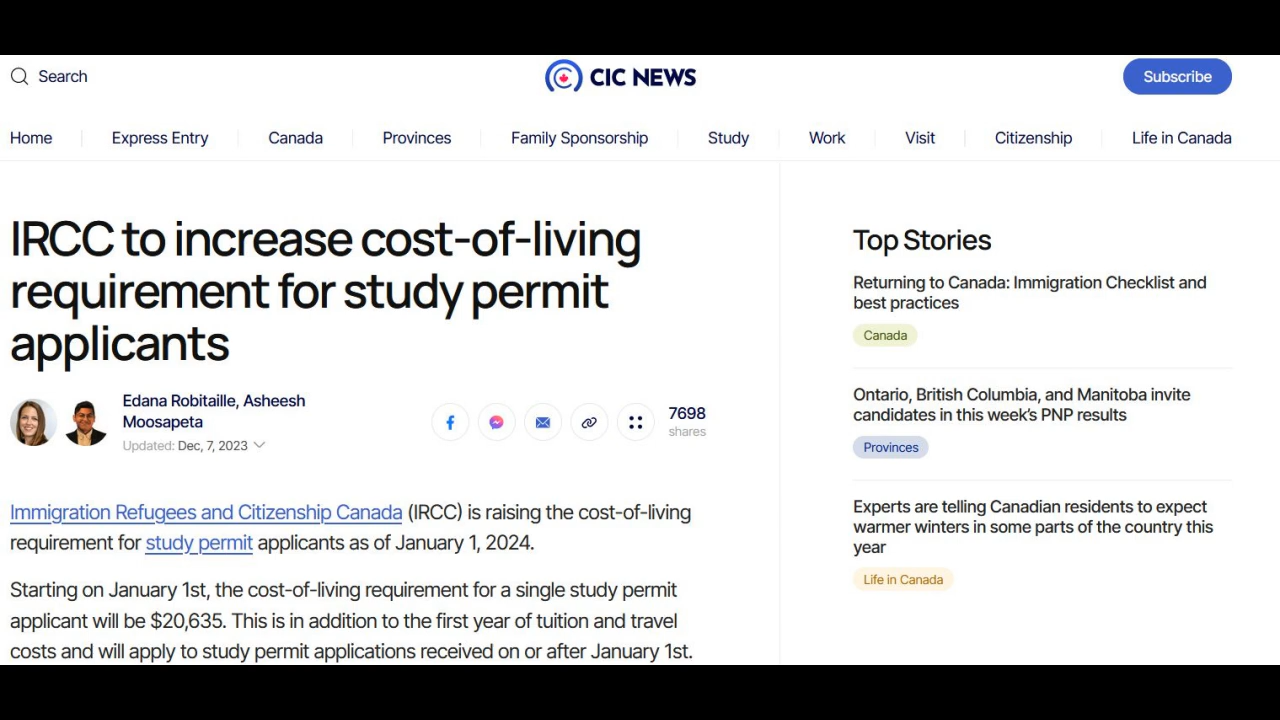 Search
CIC NEWS
Subscribe
Home
Express Entry
Canada
Provinces
Family Sponsorship
Study
Work
Visit
Citizenship
Life in Canada
IRCC to increase cost-of-living
requirement for study permit
applicants
Edana Robitaille, Asheesh
Moosapeta
Updated: Dec, 7, 2023
7698
shares
Immigration Refugees and Citizenship Canada (IRCC) is raising the cost-of-living
requirement for study permit applicants as of January 1, 2024.
Starting on January 1st, the cost-of-living requirement for a single study permit
applicant will be $20,635. This is in addition to the first year of tuition and travel
costs and will apply to study permit applications received on or after January 1st.
Top Stories
Returning to Canada: Immigration Checklist and
best practices
Canada
Ontario, British Columbia, and Manitoba invite
candidates in this week’s PNP results
Provinces
Experts are telling Canadian residents to expect
warmer winters in some parts of the country this
year
Life in Canada